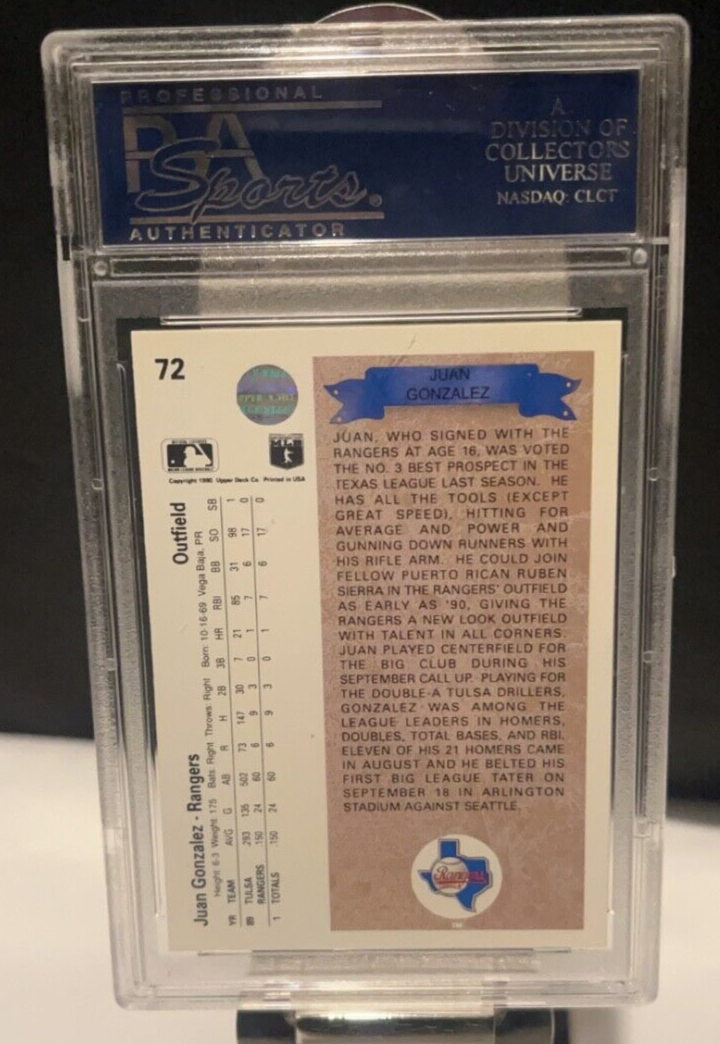 PROFESSIONAL
PSA
Sports®
AUTHENTICATOR
A
DIVISION OF
COLLECTORS
UNIVERSE
NASDAQ: CLCT
72
Copyright 1990 Upper Deck Co. Printed in USA
Juan Gonzalez - Rangers Outfield
Height 6-3 Weight 175 Bats: Right Throws: Right Born: 10-16-69 Vega Baja, PR
YR TEAM AVG G AB R H 2B 3B HR RBI BB SO SB
89 TULSA .293 135 502 73 147 30 7 21 85 31 98 1
RANGERS .150 24 60 6 9 3 0 1 7 6 17 0
1 TOTALS .150 24 60 6 9 3 0 1 7 6 17 0
JUAN
GONZALEZ
JUAN, WHO SIGNED WITH THE
RANGERS AT AGE 16, WAS VOTED
THE NO. 3 BEST PROSPECT IN THE
TEXAS LEAGUE LAST SEASON. HE
HAS ALL THE TOOLS (EXCEPT
GREAT SPEED), HITTING FOR
AVERAGE AND POWER AND
GUNNING DOWN RUNNERS WITH
HIS RIFLE ARM. HE COULD JOIN
FELLOW PUERTO RICAN RUBEN
SIERRA IN THE RANGERS' OUTFIELD
AS EARLY AS '90, GIVING THE
RANGERS A NEW LOOK OUTFIELD
WITH TALENT IN ALL CORNERS.
JUAN PLAYED CENTERFIELD FOR
THE BIG CLUB DURING HIS
SEPTEMBER CALL UP. PLAYING FOR
THE DOUBLE-A TULSA DRILLERS,
GONZALEZ WAS AMONG THE
LEAGUE LEADERS IN HOMERS,
DOUBLES, TOTAL BASES, AND RBI.
ELEVEN OF HIS 21 HOMERS CAME
IN AUGUST AND HE BELTED HIS
FIRST BIG LEAGUE TATER ON
SEPTEMBER 18 IN ARLINGTON
STADIUM AGAINST SEATTLE.
Rangers